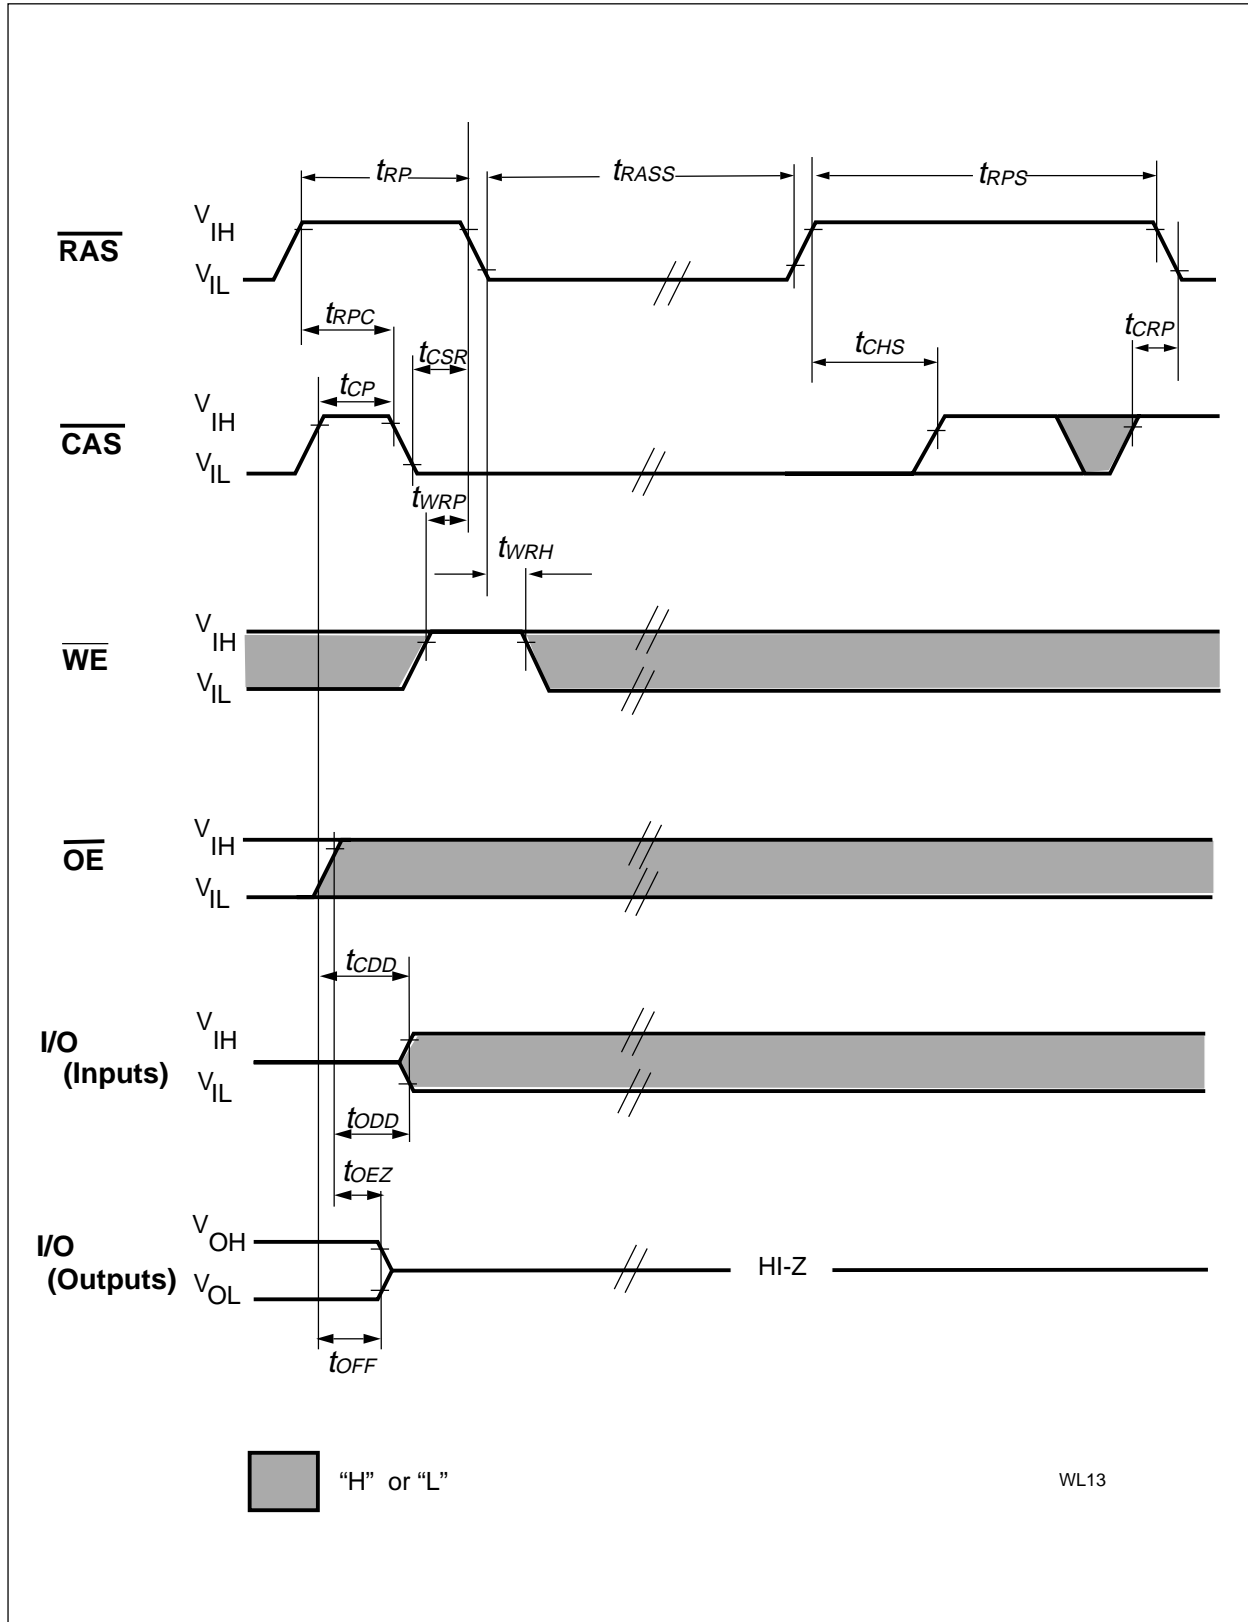 tRP
tRASS
tRPS
RAS
VIH
VIL
tRPC
tCSR
tCHS
tCRP
tCP
CAS
VIH
VIL
tWRP
tWRH
WE
VIH
VIL
OE
VIH
VIL
tCDD
I/O
(Inputs)
VIH
VIL
tODD
tOEZ
I/O
(Outputs)
VOH
VOL
HI-Z
tOFF
“H” or “L”
WL13